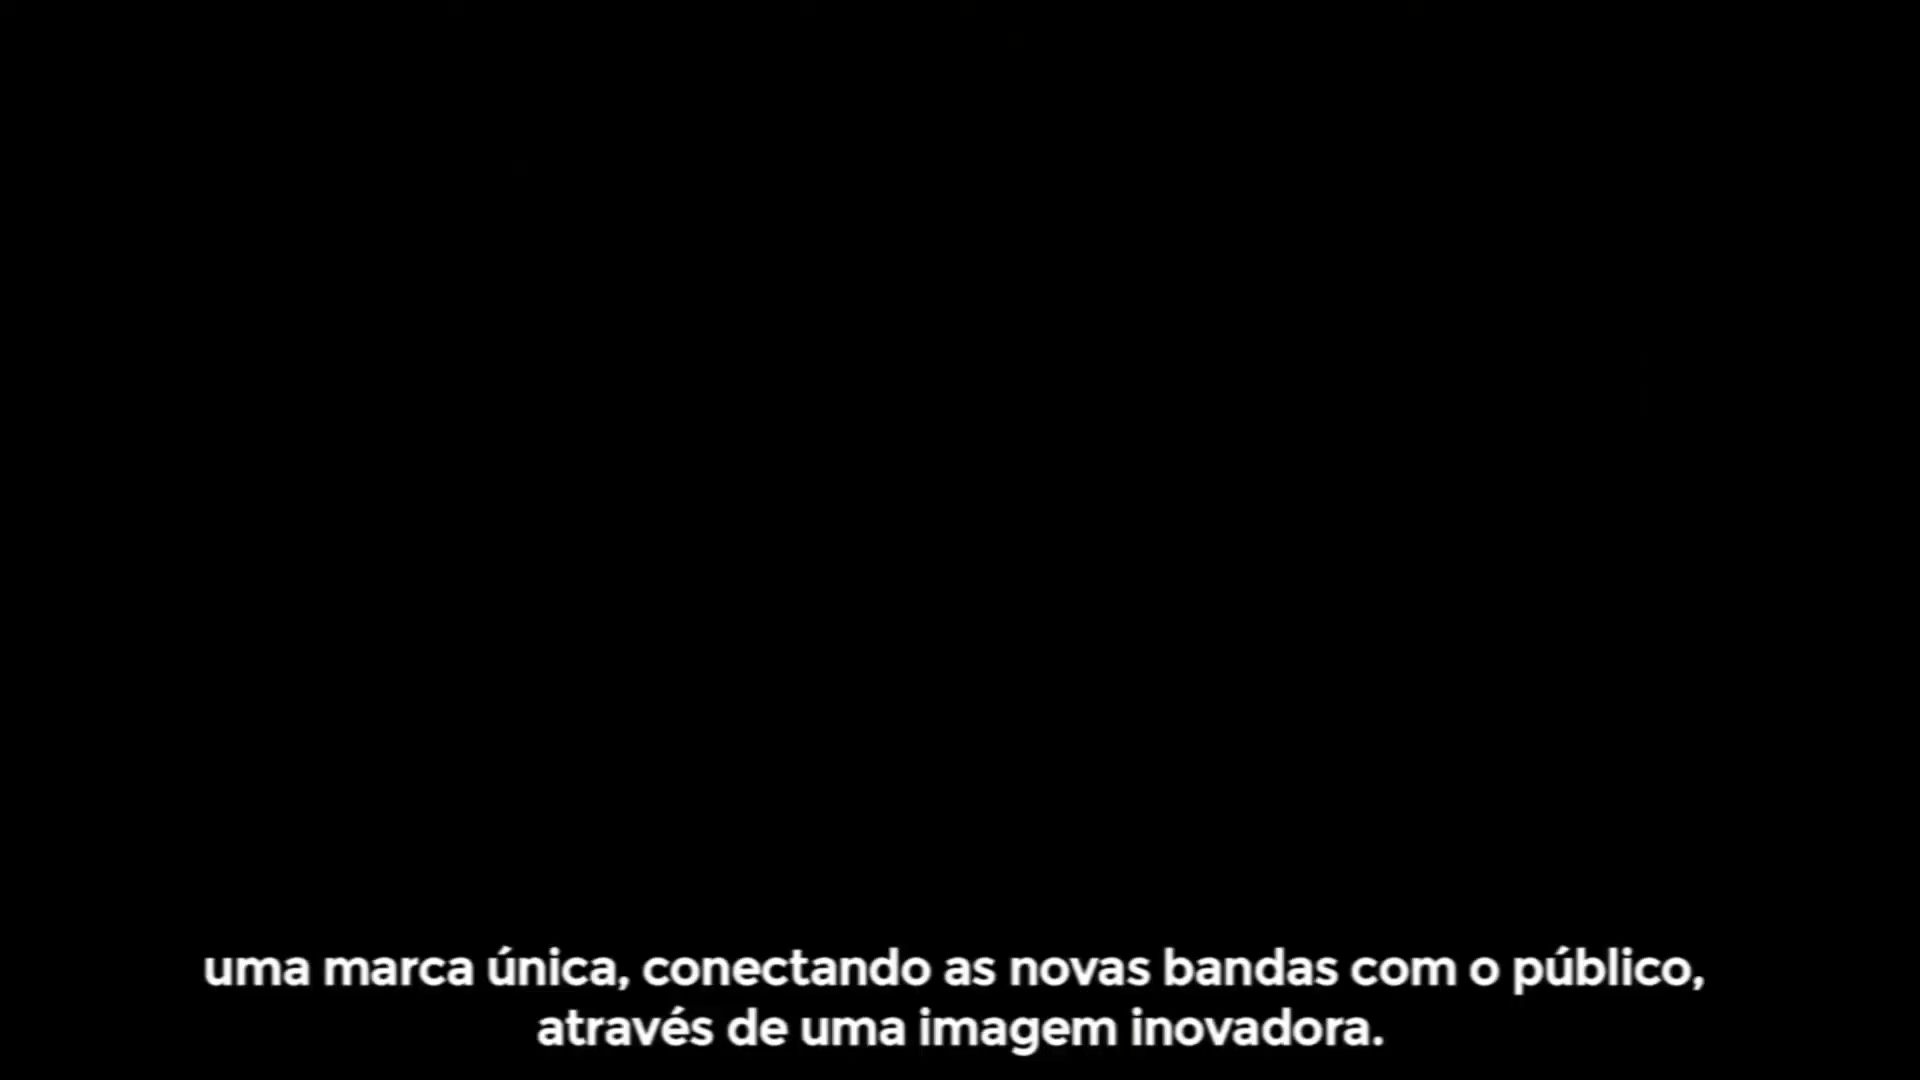 uma marca única, conectando as novas bandas com o público,
através de uma imagem inovadora.